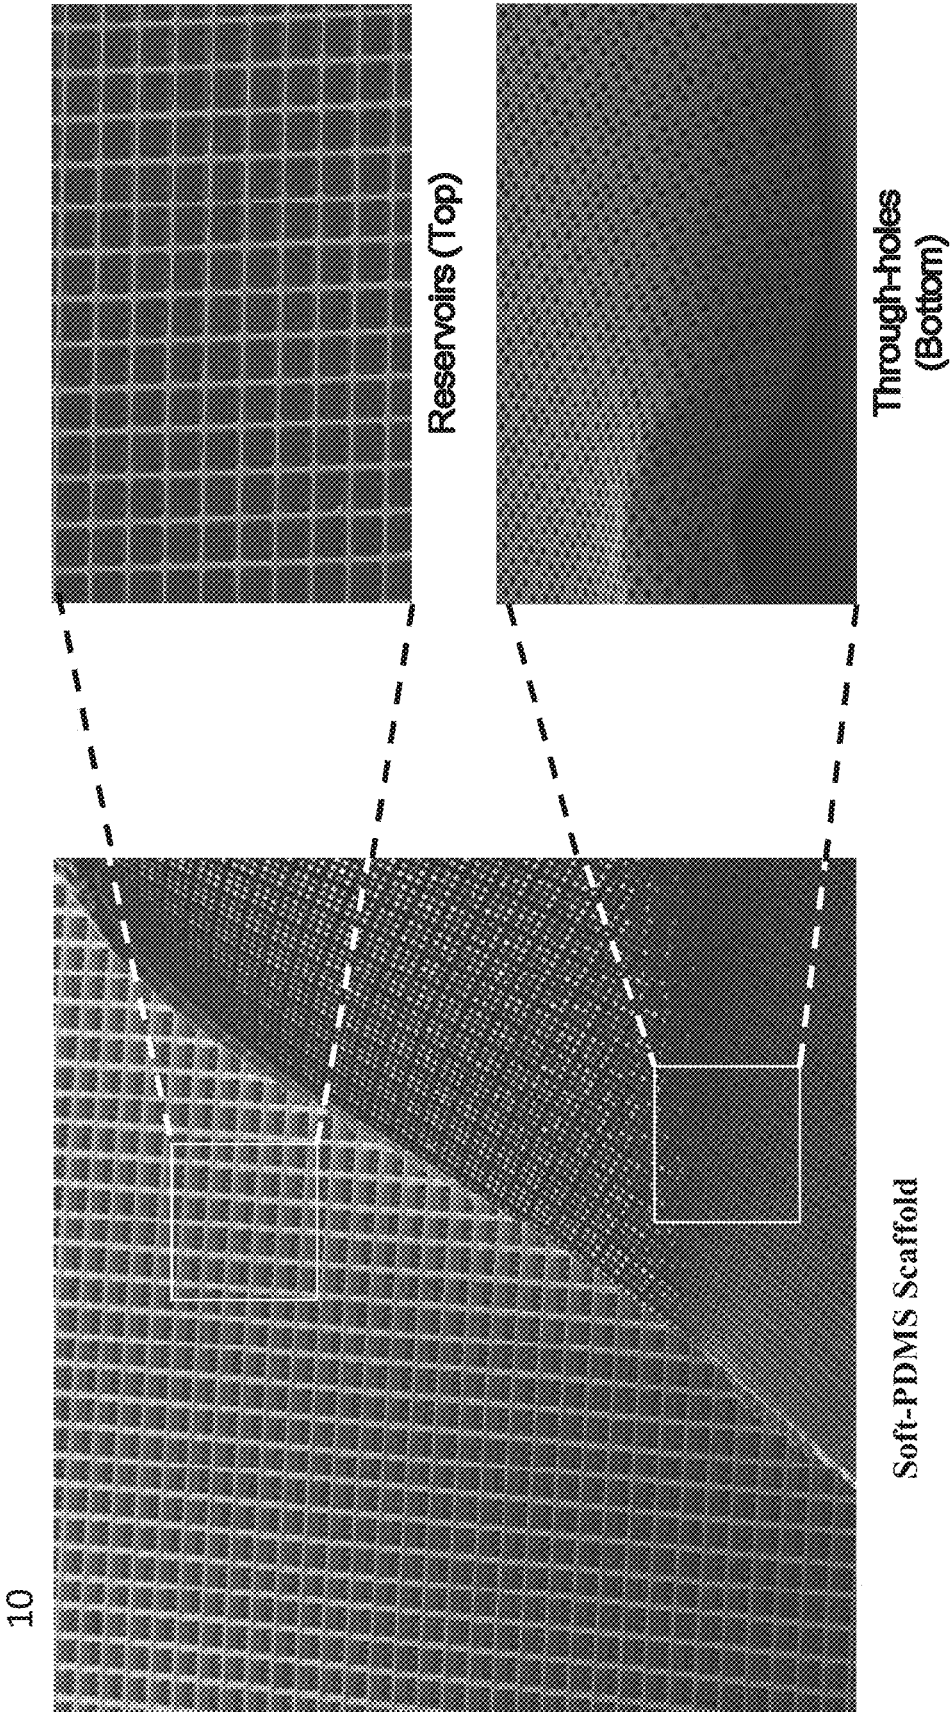 10
Reservoirs (Top)
Through-holes
(Bottom)
Soft-PDMS Scaffold